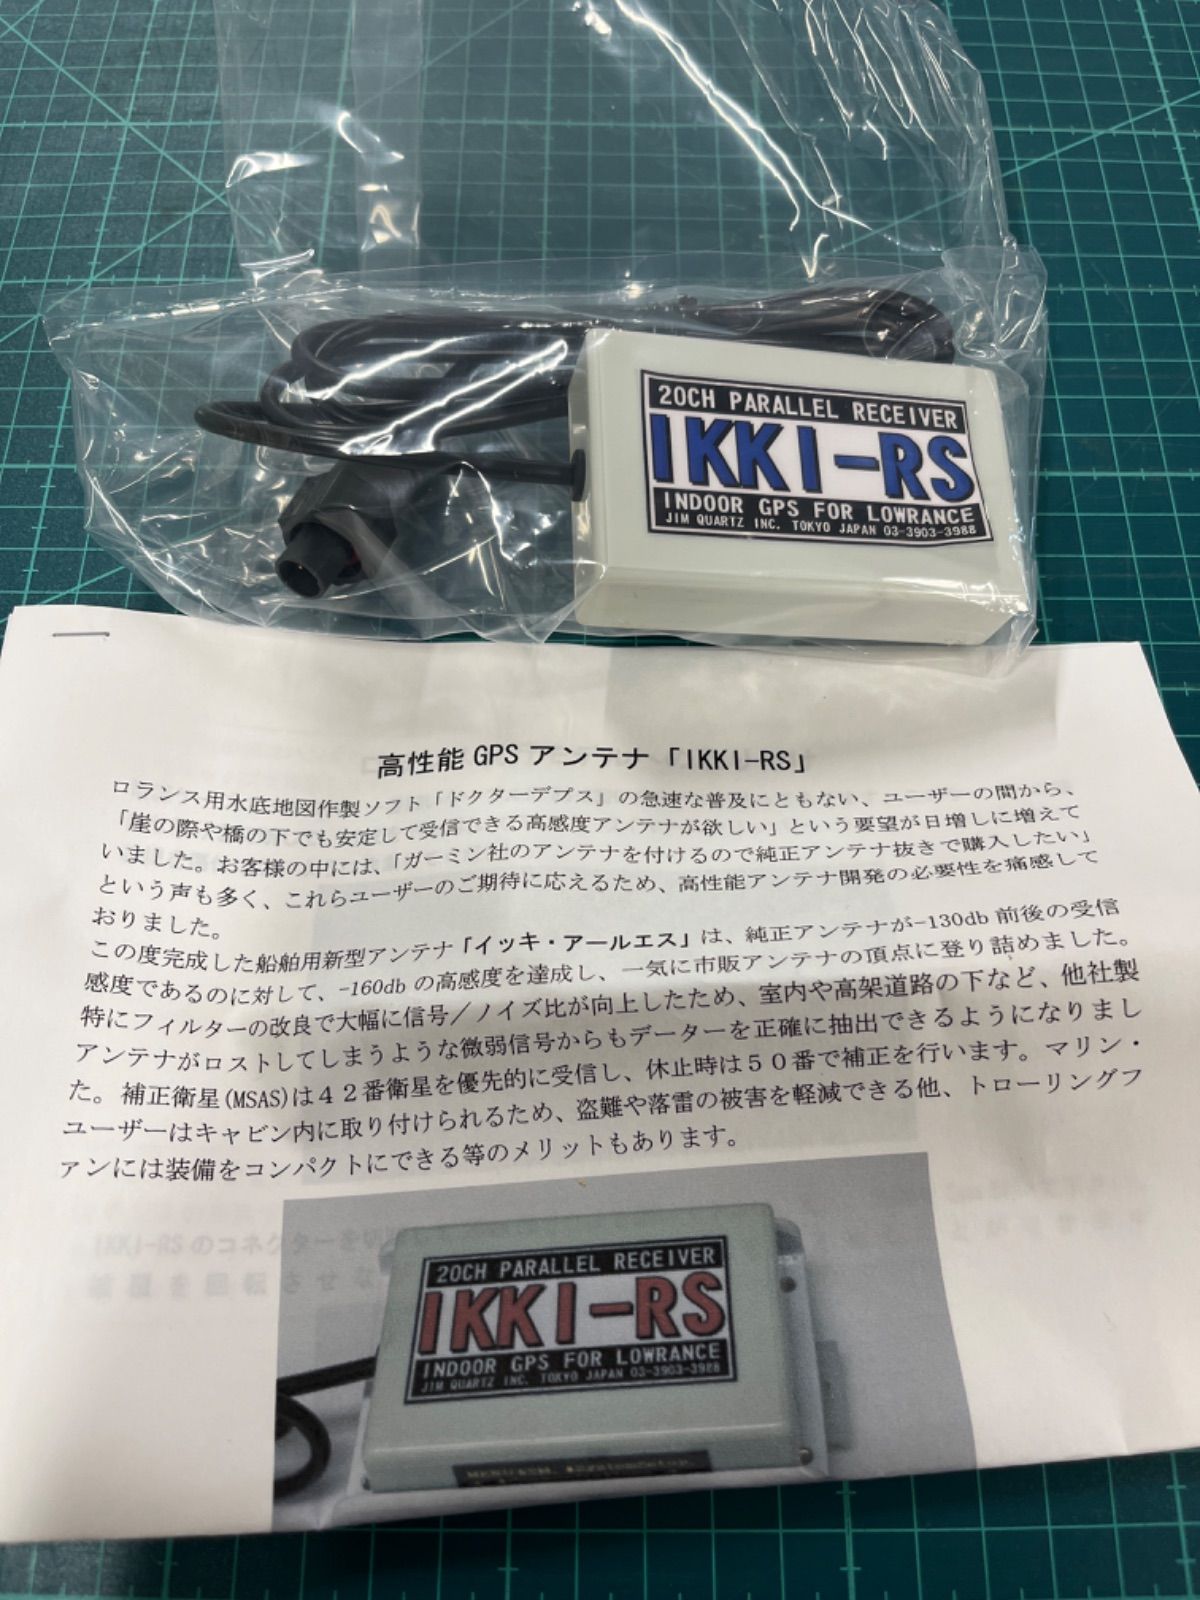 20CH PARALLEL RECEIVER
IKKI-RS
INDOOR GPS FOR LOWRANCE
JIM QUARTZ INC. TOKYO JAPAN 03-3903-3988
高性能 GPS アンテナ「IKKI-RS」
ロランス用水底地図作製ソフト「ドクターデプス」の急速な普及にともない、ユーザーの間から、
「崖の際や橋の下でも安定して受信できる高感度アンテナが欲しい」という要望が日増しに増えて
いました。お客様の中には、「ガーミン社のアンテナを付けるので純正アンテナ抜きで購入したい」
という声も多く、これらユーザーのご期待に応えるため、高性能アンテナ開発の必要性を痛感して
おりました。
この度完成した船舶用新型アンテナ「イッキ・アールエス」は、純正アンテナが-130db 前後の受信
感度であるのに対して、-160db の高感度を達成し、一気に市販アンテナの頂点に登り詰めました。
特にフィルターの改良で大幅に信号／ノイズ比が向上したため、室内や高架道路の下など、他社製
アンテナがロストしてしまうような微弱信号からもデーターを正確に抽出できるようになりまし
た。補正衛星(MSAS)は４２番衛星を優先的に受信し、休止時は５０番で補正を行います。マリン・
ユーザーはキャビン内に取り付けられるため、盗難や落雷の被害を軽減できる他、トローリングフ
ァンには装備をコンパクトにできる等のメリットもあります。
IKKI-RS のコネクターを切
20CH PARALLEL RECEIVER
IKKI-RS
INDOOR GPS FOR LOWRANCE
JIM QUARTZ INC. TOKYO JAPAN 03-3903-3988